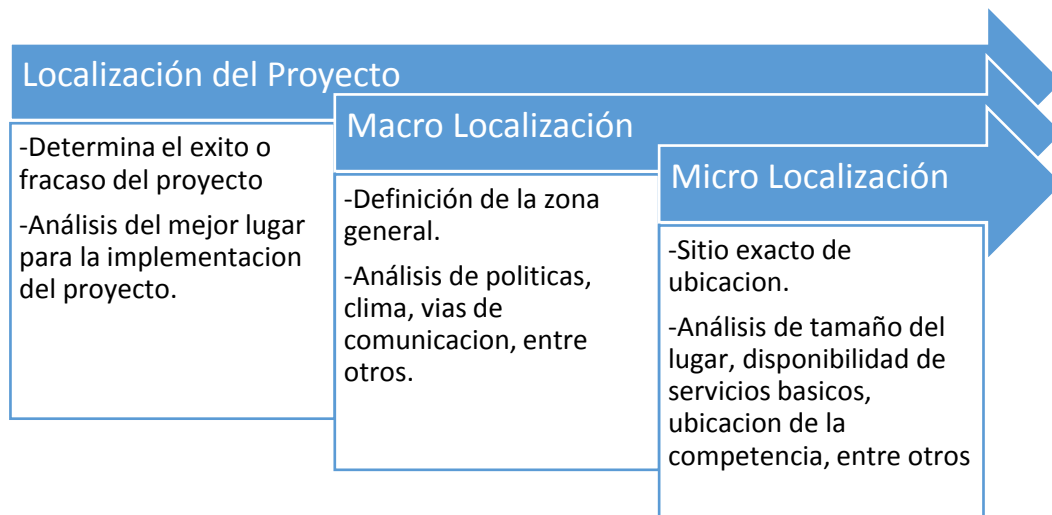 Localización del Proyecto
-Determina el exito o
fracaso del proyecto
-Análisis del mejor lugar
para la implementacion
del proyecto.
Macro Localización
-Definición de la zona
general.
-Análisis de politicas,
clima, vias de
comunicacion, entre
otros.
Micro Localización
-Sitio exacto de
ubicacion.
-Análisis de tamaño del
lugar, disponibilidad de
servicios basicos,
ubicacion de la
competencia, entre otros